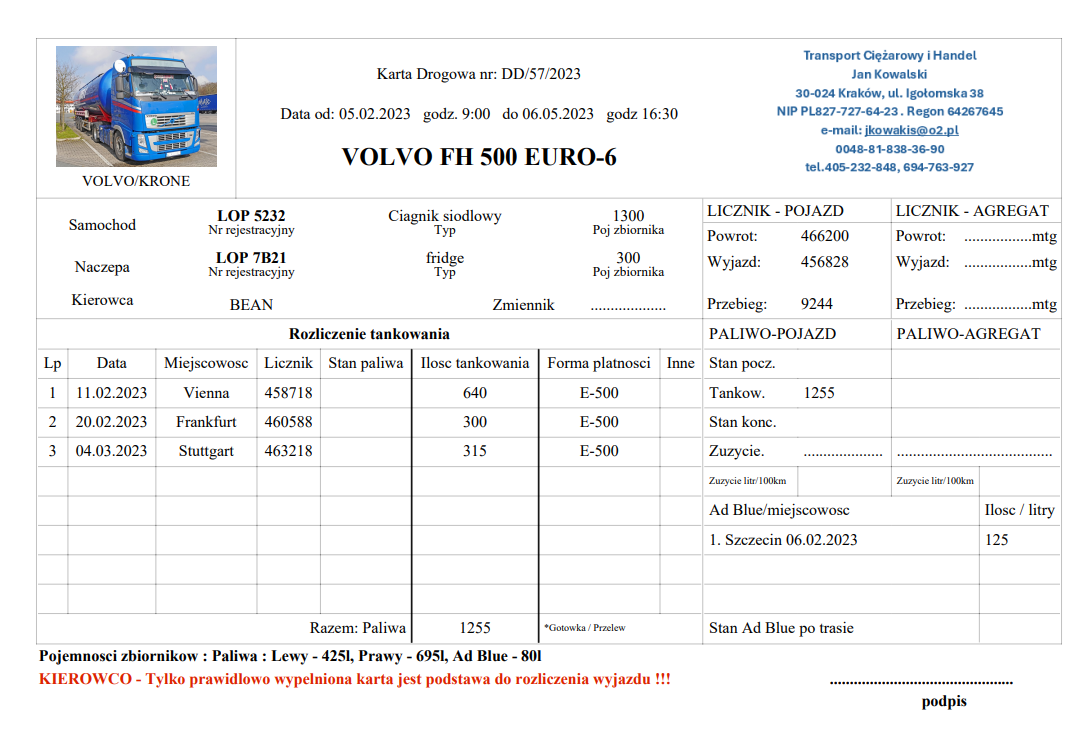 Transport Ciężarowy i Handel
Jan Kowalski
30-024 Kraków, ul. Igołomska 38
NIP PL827-727-64-23 . Regon 64267645
e-mail: jkowakis@o2.pl
0048-81-838-36-90
tel.405-232-848, 694-763-927
Karta Drogowa nr: DD/57/2023
Data od: 05.02.2023 godz. 9:00 do 06.05.2023 godz 16:30
VOLVO FH 500 EURO-6
VOLVO/KRONE
Samochod LOP 5232 Ciagnik siodlowy 1300
Nr rejestracyjny Typ Poj zbiornika
Naczepa LOP 7B21 fridge 300
Nr rejestracyjny Typ Poj zbiornika
Kierowca BEAN Zmiennik ...................
LICZNIK - POJAZD LICZNIK - AGREGAT
Powrot: 466200 Powrot: .................mtg
Wyjazd: 456828 Wyjazd: .................mtg
Przebieg: 9244 Przebieg: .................mtg
Rozliczenie tankowania PALIWO-POJAZD PALIWO-AGREGAT
Lp Data Miejscowosc Licznik Stan paliwa Ilosc tankowania Forma platnosci Inne Stan pocz.
1 11.02.2023 Vienna 458718 640 E-500 Tankow. 1255
2 20.02.2023 Frankfurt 460588 300 E-500 Stan konc.
3 04.03.2023 Stuttgart 463218 315 E-500 Zuzycie. .................... .......................................
Zuzycie litr/100km Zuzycie litr/100km
Ad Blue/miejscowosc Ilosc / litry
1. Szczecin 06.02.2023 125
Razem: Paliwa 1255 *Gotowka / Przelew Stan Ad Blue po trasie
Pojemnosci zbiornikow : Paliwa : Lewy - 425l, Prawy - 695l, Ad Blue - 80l
KIEROWCO - Tylko prawidlowo wypelniona karta jest podstawa do rozliczenia wyjazdu !!!
..............................................
podpis